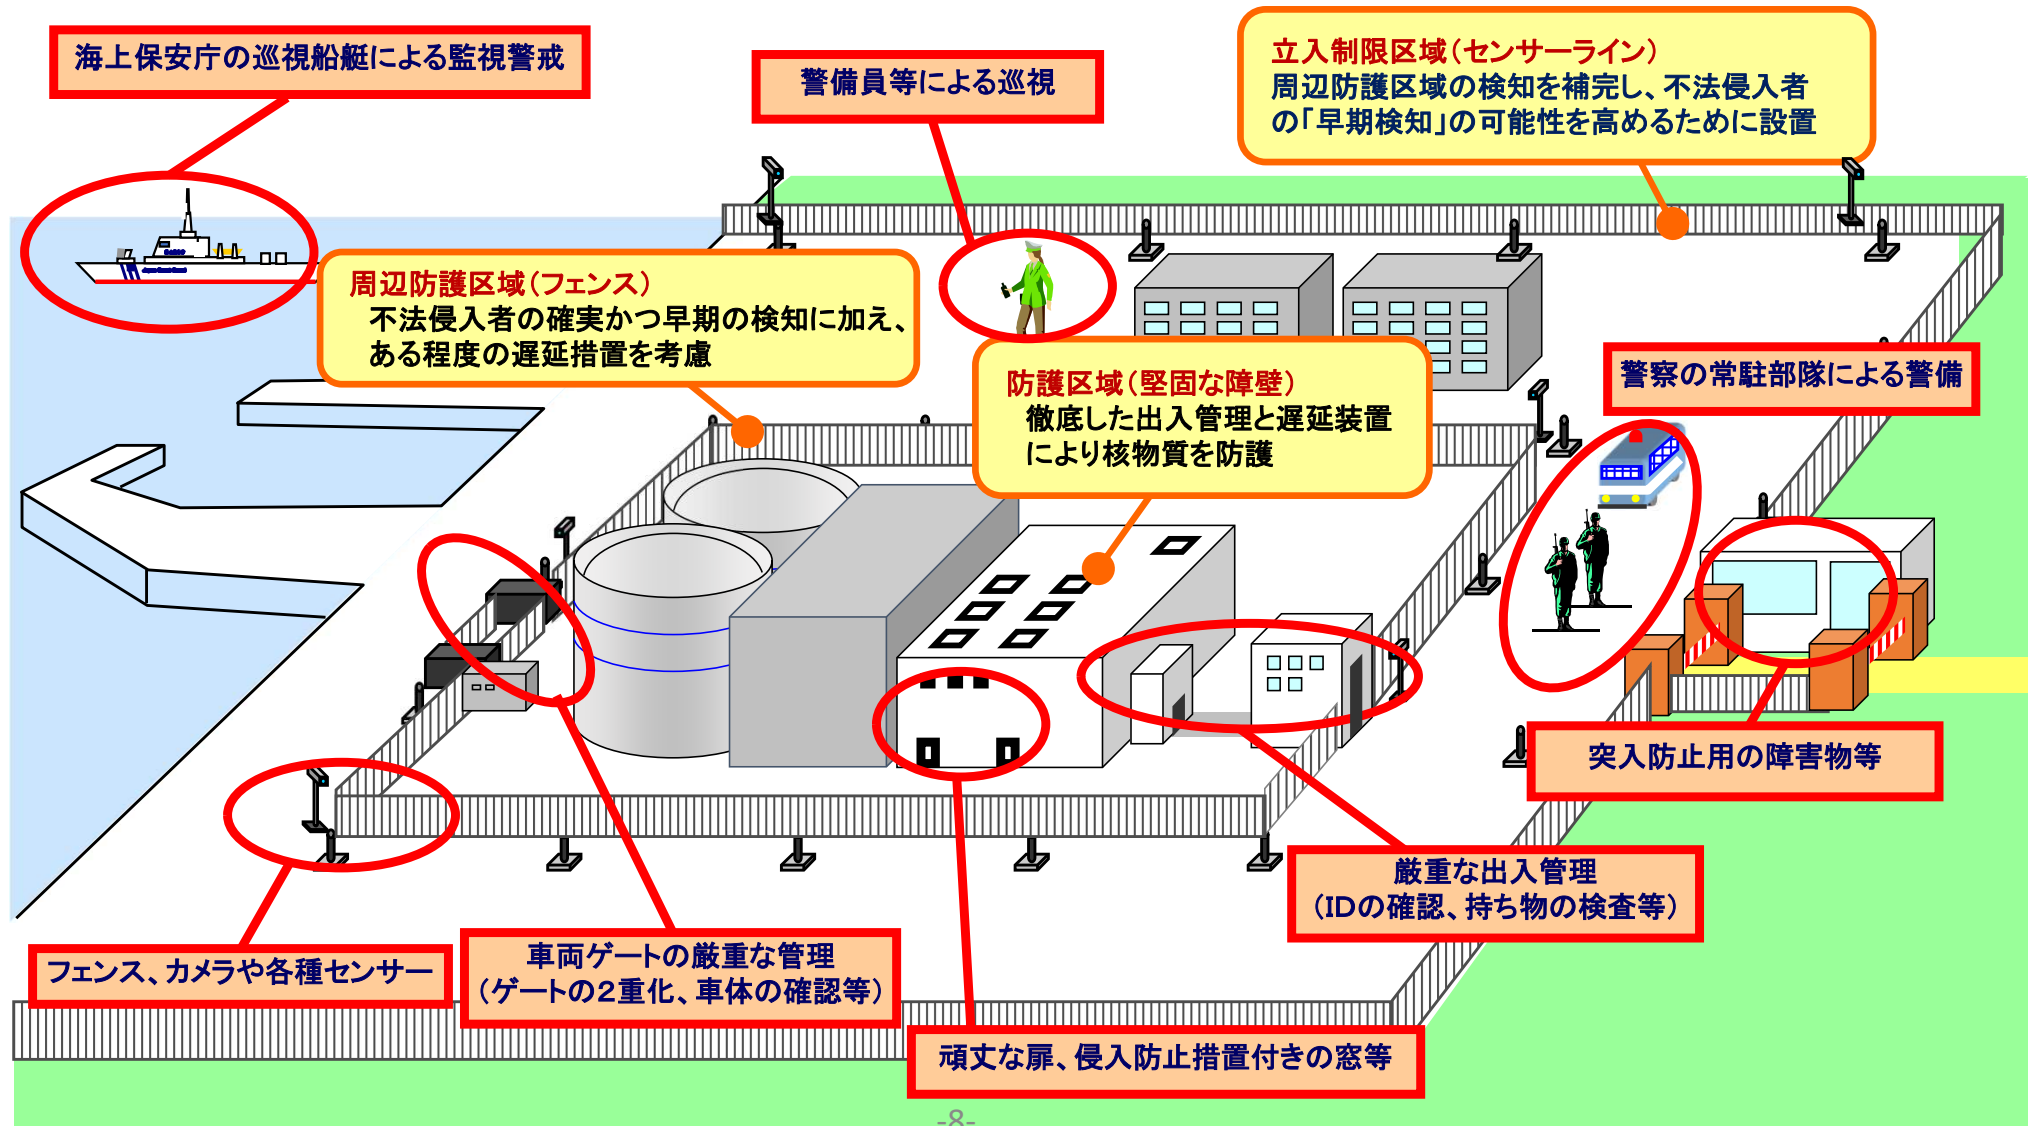 海上保安庁の巡視船艇による監視警戒
警備員等による巡視
立入制限区域（センサーライン）
周辺防護区域の検知を補完し、不法侵入者
の「早期検知」の可能性を高めるために設置
周辺防護区域（フェンス）
不法侵入者の確実かつ早期の検知に加え、
ある程度の遅延措置を考慮
防護区域（堅固な障壁）
徹底した出入管理と遅延装置
により核物質を防護
警察の常駐部隊による警備
突入防止用の障害物等
厳重な出入管理
（IDの確認、持ち物の検査等）
フェンス、カメラや各種センサー
車両ゲートの厳重な管理
（ゲートの２重化、車体の確認等）
頑丈な扉、侵入防止措置付きの窓等
-8-